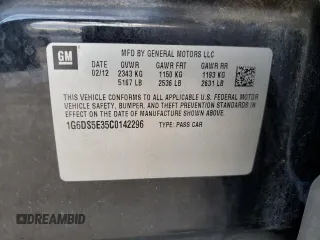 GM
MFD BY GENERAL MOTORS LLC
DATE GVWR GAWR FRT GAWR RR
02/12 2343 KG 1150 KG 1193 KG
5167 LB 2536 LB 2631 LB
THIS VEHICLE CONFORMS TO ALL APPLICABLE U.S. FEDERAL MOTOR
VEHICLE SAFETY, BUMPER, AND THEFT PREVENTION STANDARDS IN EFFECT
ON THE DATE OF MANUFACTURE SHOWN ABOVE.
1G6DS5E35C0142296 TYPE: PASS CAR
DREAMBID